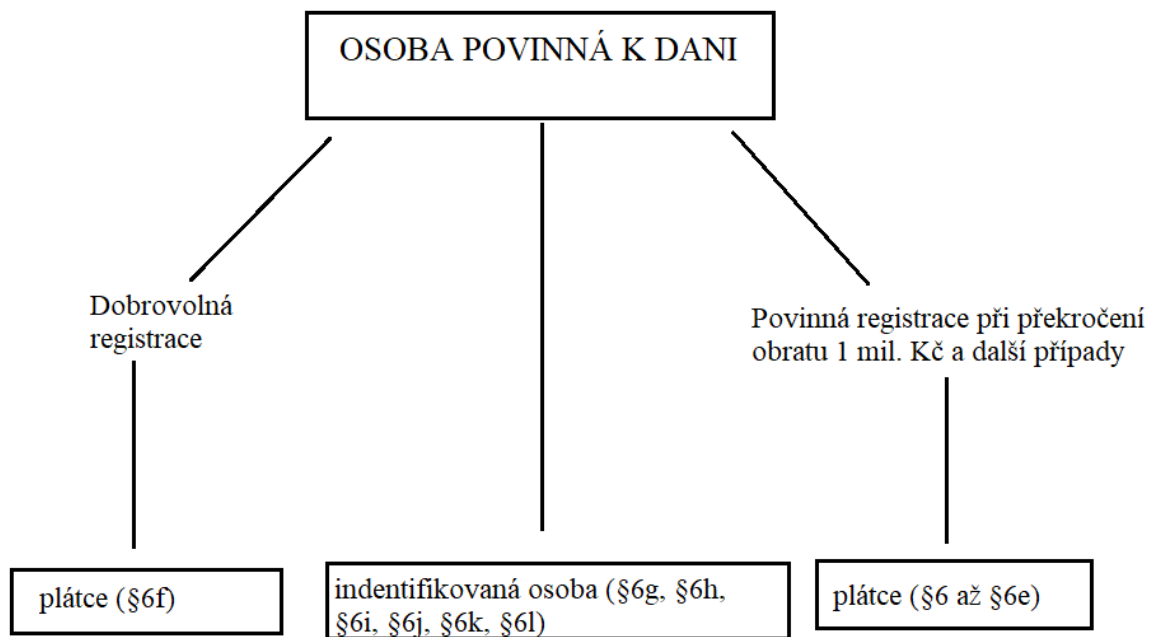 OSOBA POVINNÁ K DANI
Dobrovolná
registrace
Povinná registrace při překročení
obratu 1 mil. Kč a další případy
plátce (§6f)
indentifikovaná osoba (§6g, §6h,
§6i, §6j, §6k, §6l)
plátce (§6 až §6e)